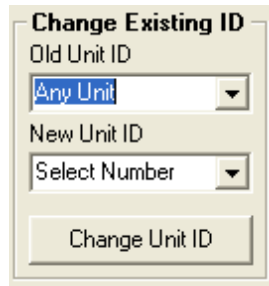 Change Existing ID
Old Unit ID
Any Unit
New Unit ID
Select Number
Change Unit ID